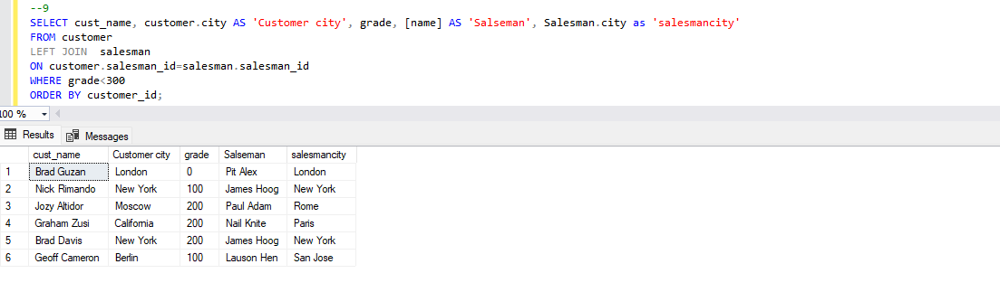 --9
SELECT cust_name, customer.city AS 'Customer city', grade, [name] AS 'Salseman', Salesman.city as 'salesmancity'
FROM customer
LEFT JOIN  salesman
ON customer.salesman_id=salesman.salesman_id
WHERE grade<300
ORDER BY customer_id;
100 %
Results Messages
cust_name Customer city grade Salseman salesmancity
1 Brad Guzan London 0 Pit Alex London
2 Nick Rimando New York 100 James Hoog New York
3 Jozy Altidor Moscow 200 Paul Adam Rome
4 Graham Zusi California 200 Nail Knite Paris
5 Brad Davis New York 200 James Hoog New York
6 Geoff Cameron Berlin 100 Lauson Hen San Jose